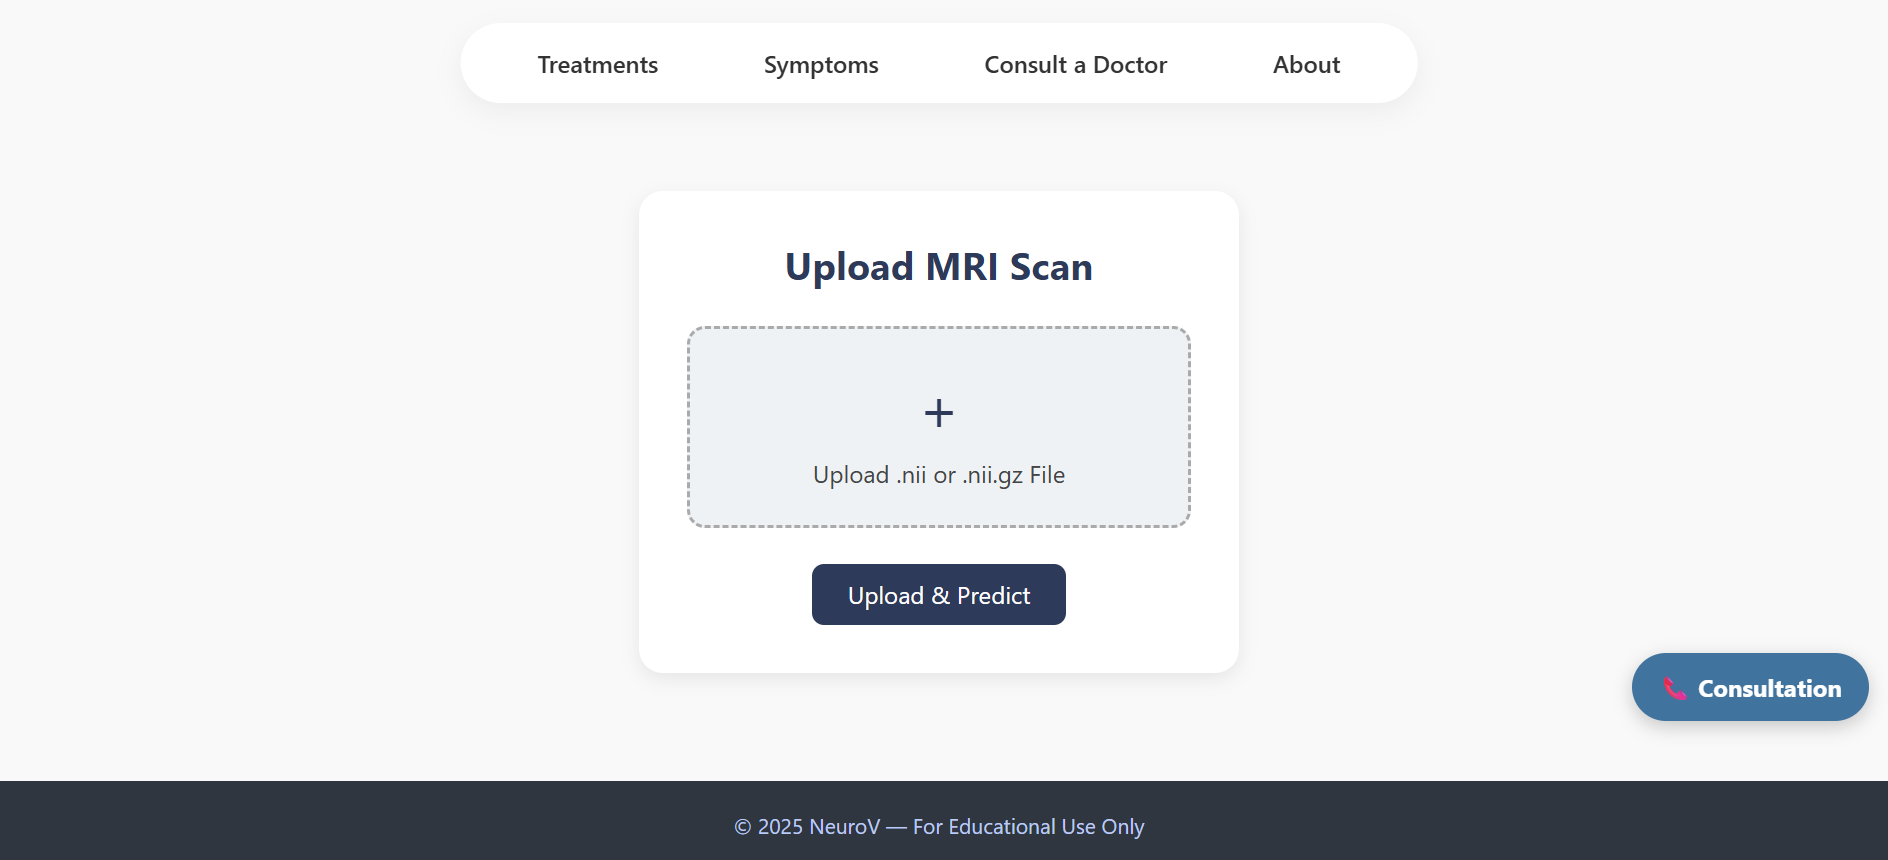 Treatments Symptoms Consult a Doctor About
Upload MRI Scan
+
Upload .nii or .nii.gz File
Upload & Predict
Consultation
© 2025 NeuroV — For Educational Use Only